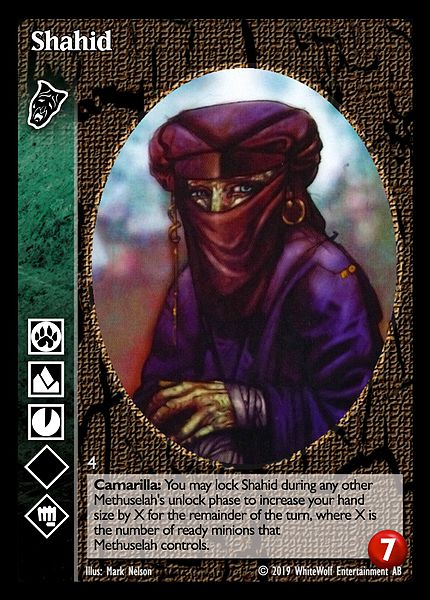 Shahid
4
Camarilla: You may lock Shahid during any other
Methuselah's unlock phase to increase your hand
size by X for the remainder of the turn, where X is
the number of ready minions that
Methuselah controls.
7
Illus: Mark Nelson © 2019 WhiteWolf Entertainment AB